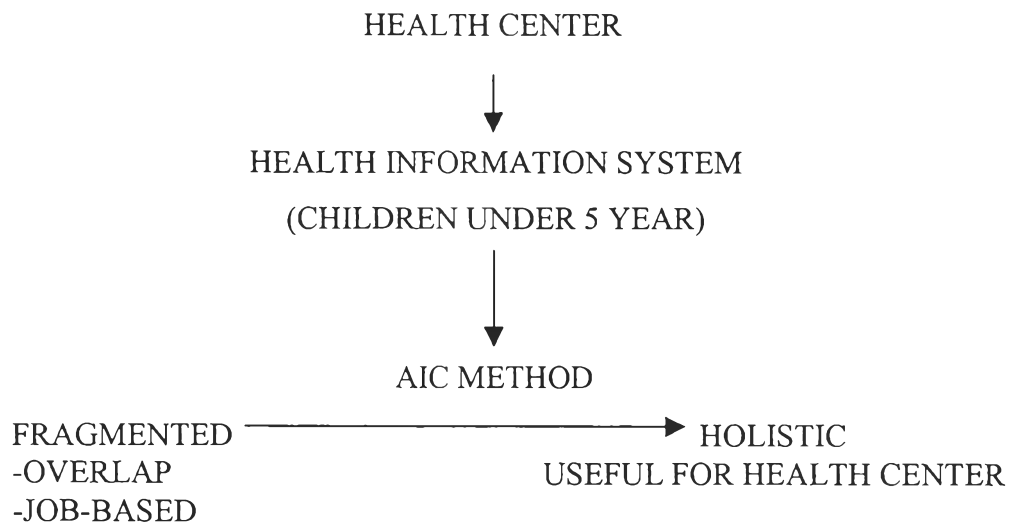 HEALTH CENTER
HEALTH INFORMATION SYSTEM
(CHILDREN UNDER 5 YEAR)
AIC METHOD
FRAGMENTED
-OVERLAP
-JOB-BASED
HOLISTIC
USEFUL FOR HEALTH CENTER